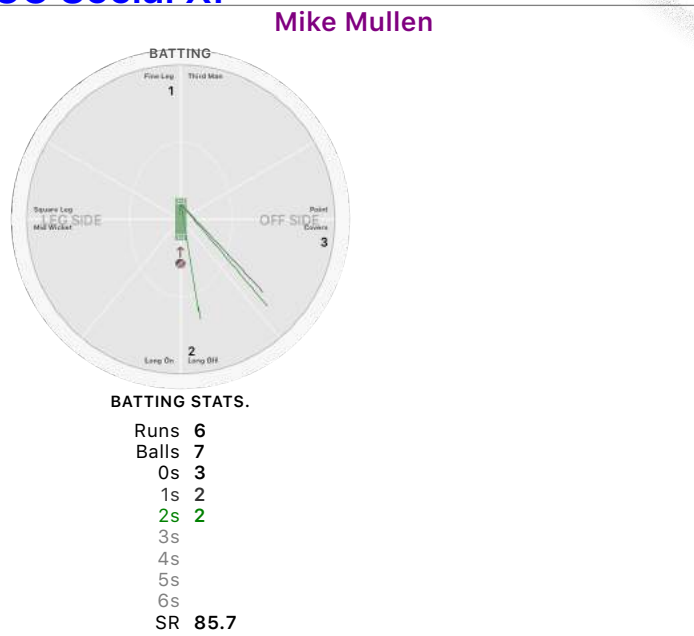 Mike Mullen
BATTING
Fine Leg Third Man
1
Square Leg Point
LEG SIDE OFF SIDE
Mid Wicket Covers
3
2
Long On Long Off
BATTING STATS.
Runs 6
Balls 7
0s 3
1s 2
2s 2
3s
4s
5s
6s
SR 85.7